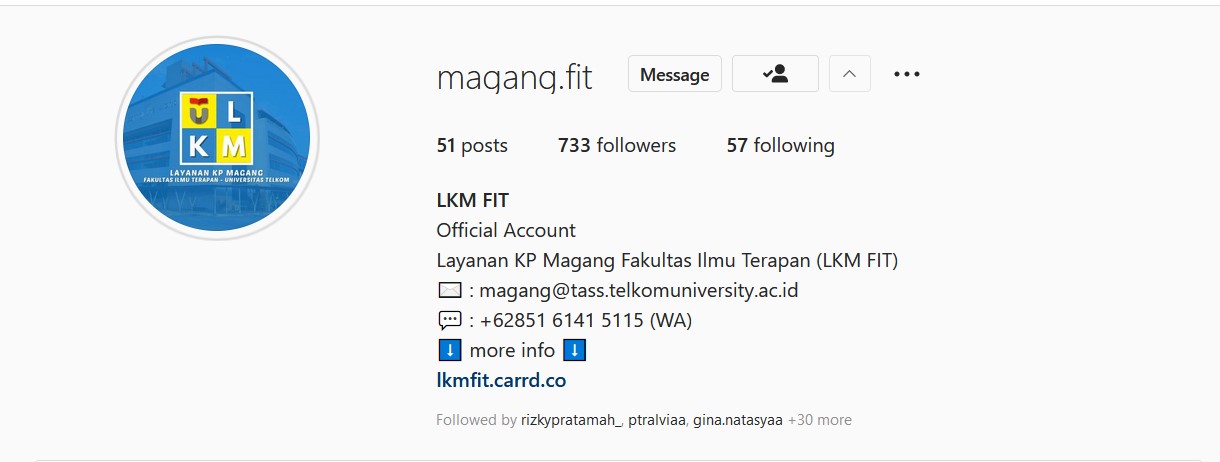 magang.fit
Message
51 posts 733 followers 57 following
LKM FIT
Official Account
Layanan KP Magang Fakultas Ilmu Terapan (LKM FIT)
✉ : magang@tass.telkomuniversity.ac.id
💬 : +62851 6141 5115 (WA)
⬇ more info ⬇
lkmfit.carrd.co
Followed by rizkypratamah_, ptralviaa, gina.natasyaa +30 more
U L
K M
LAYANAN KP MAGANG
FAKULTAS ILMU TERAPAN - UNIVERSITAS TELKOM